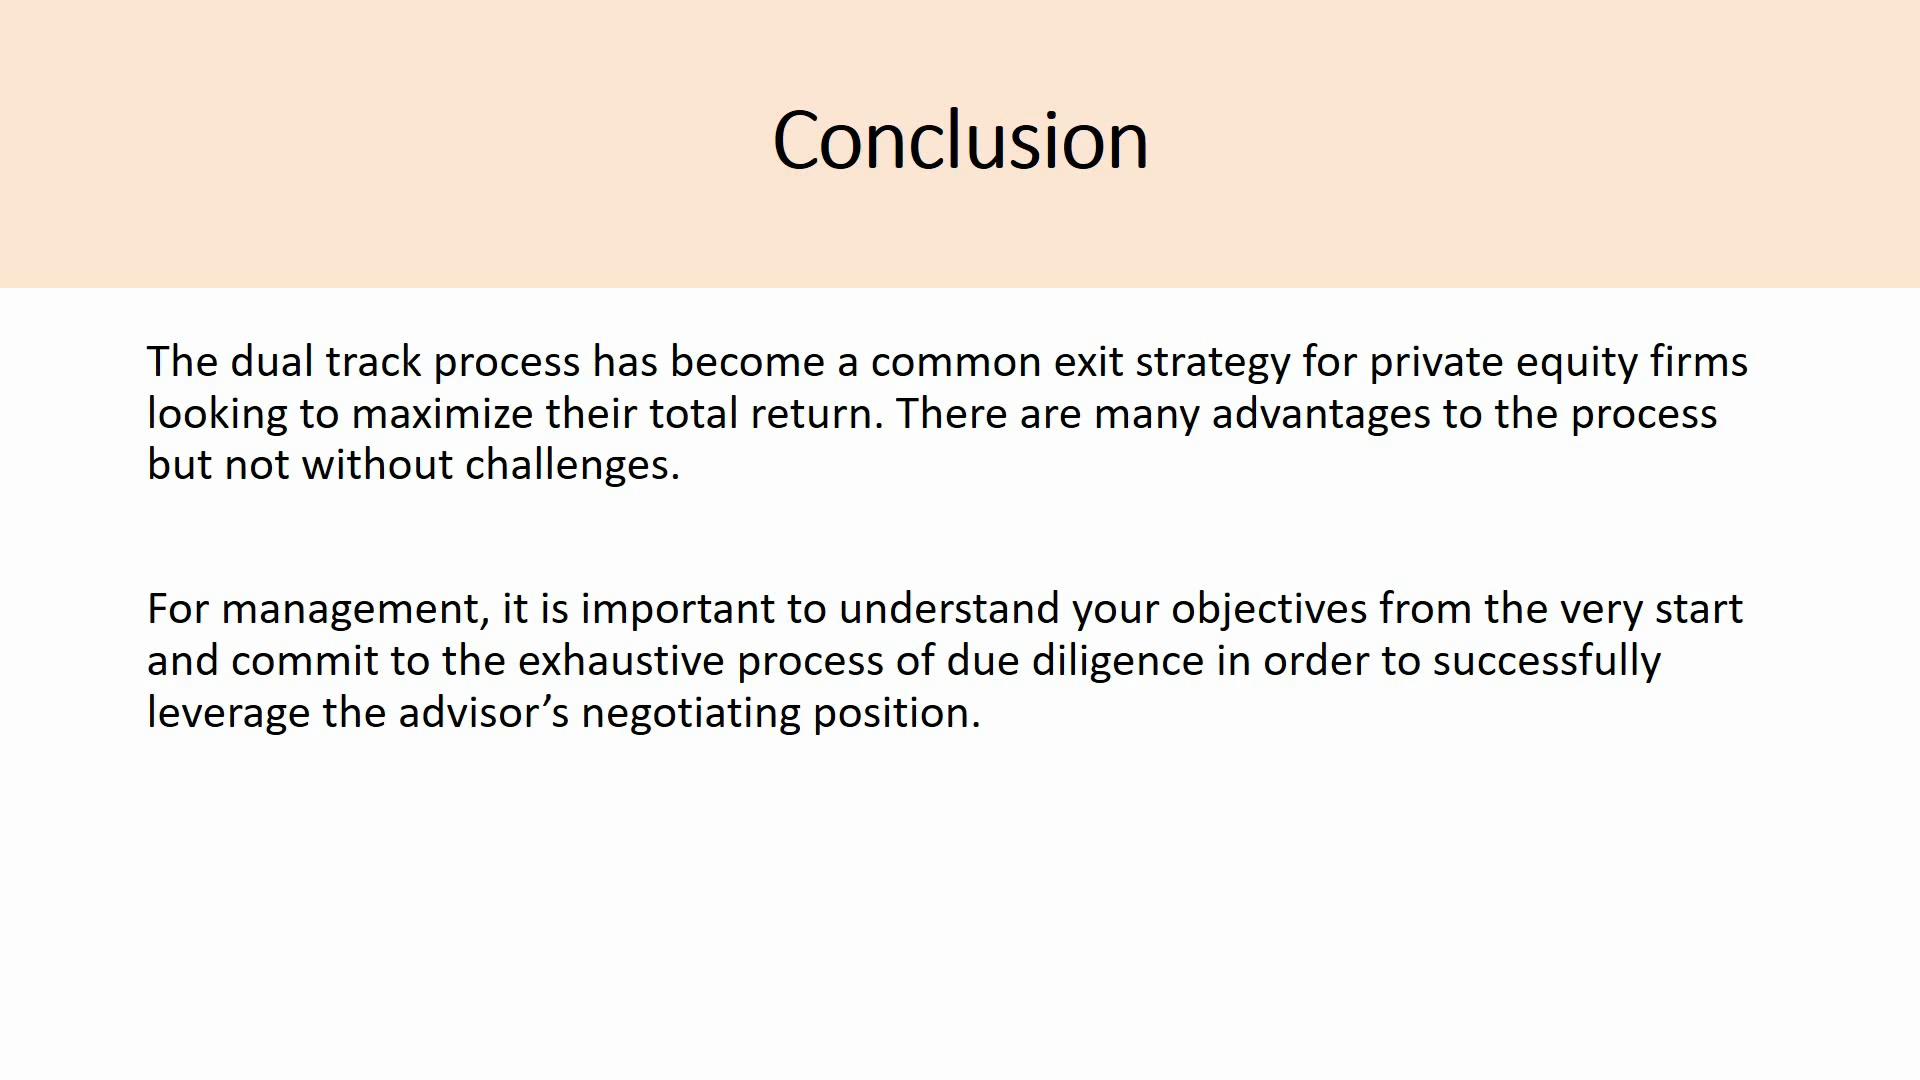 Conclusion
The dual track process has become a common exit strategy for private equity firms
looking to maximize their total return. There are many advantages to the process
but not without challenges.
For management, it is important to understand your objectives from the very start
and commit to the exhaustive process of due diligence in order to successfully
leverage the advisor’s negotiating position.